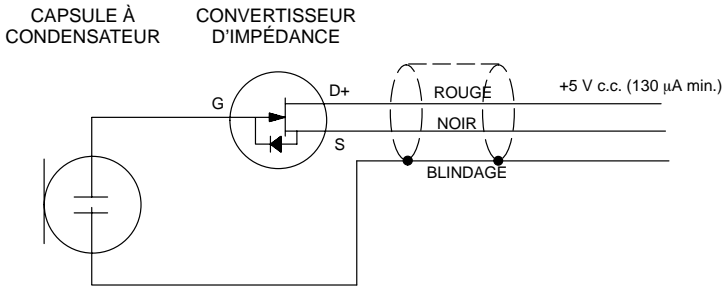 CAPSULE À
CONDENSATEUR
CONVERTISSEUR
D'IMPÉDANCE
G
D+
S
ROUGE
NOIR
BLINDAGE
+5 V c.c. (130 μA min.)